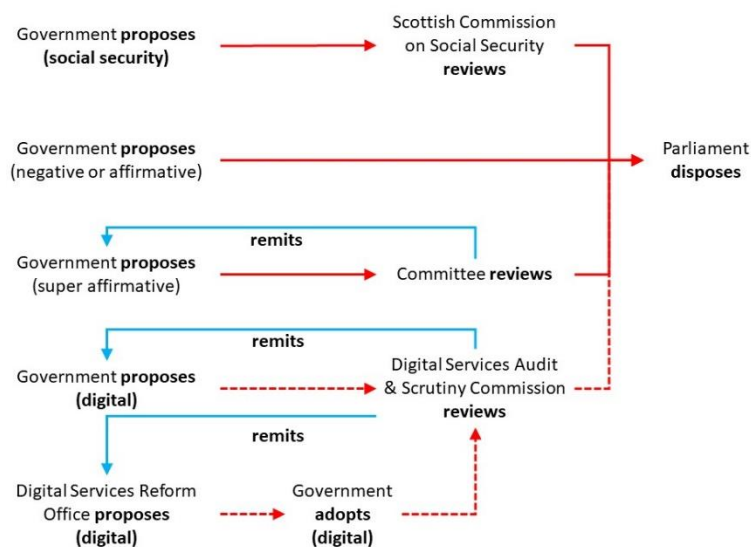 Government proposes
(social security)
Scottish Commission
on Social Security
reviews
Government proposes
(negative or affirmative)
Parliament
disposes
remits
Government proposes
(super affirmative)
Committee reviews
remits
Government proposes
(digital)
Digital Services Audit
& Scrutiny Commission
reviews
remits
Digital Services Reform
Office proposes
(digital)
Government
adopts
(digital)